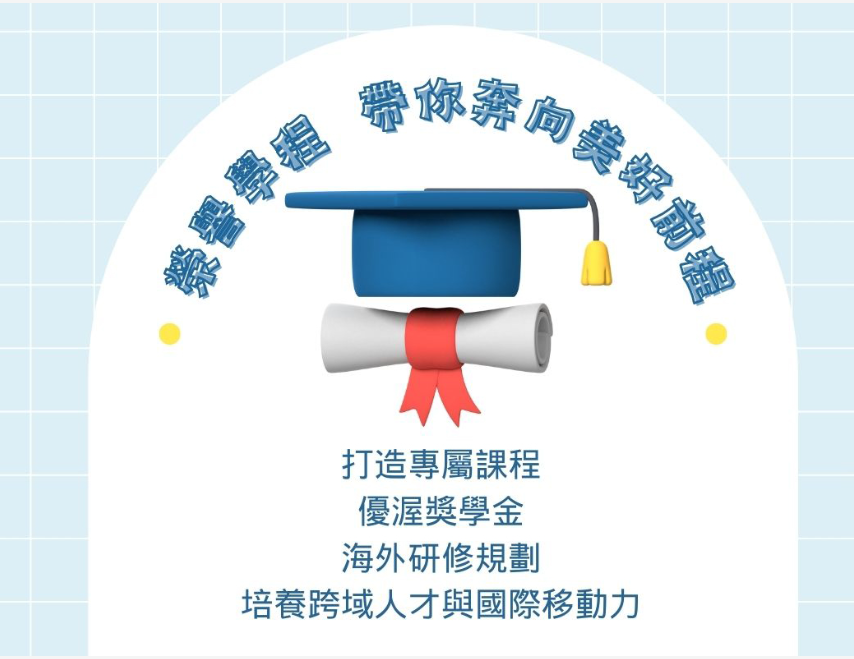 榮譽學程 帶你奔向美好前程
打造專屬課程
優渥獎學金
海外研修規劃
培養跨域人才與國際移動力